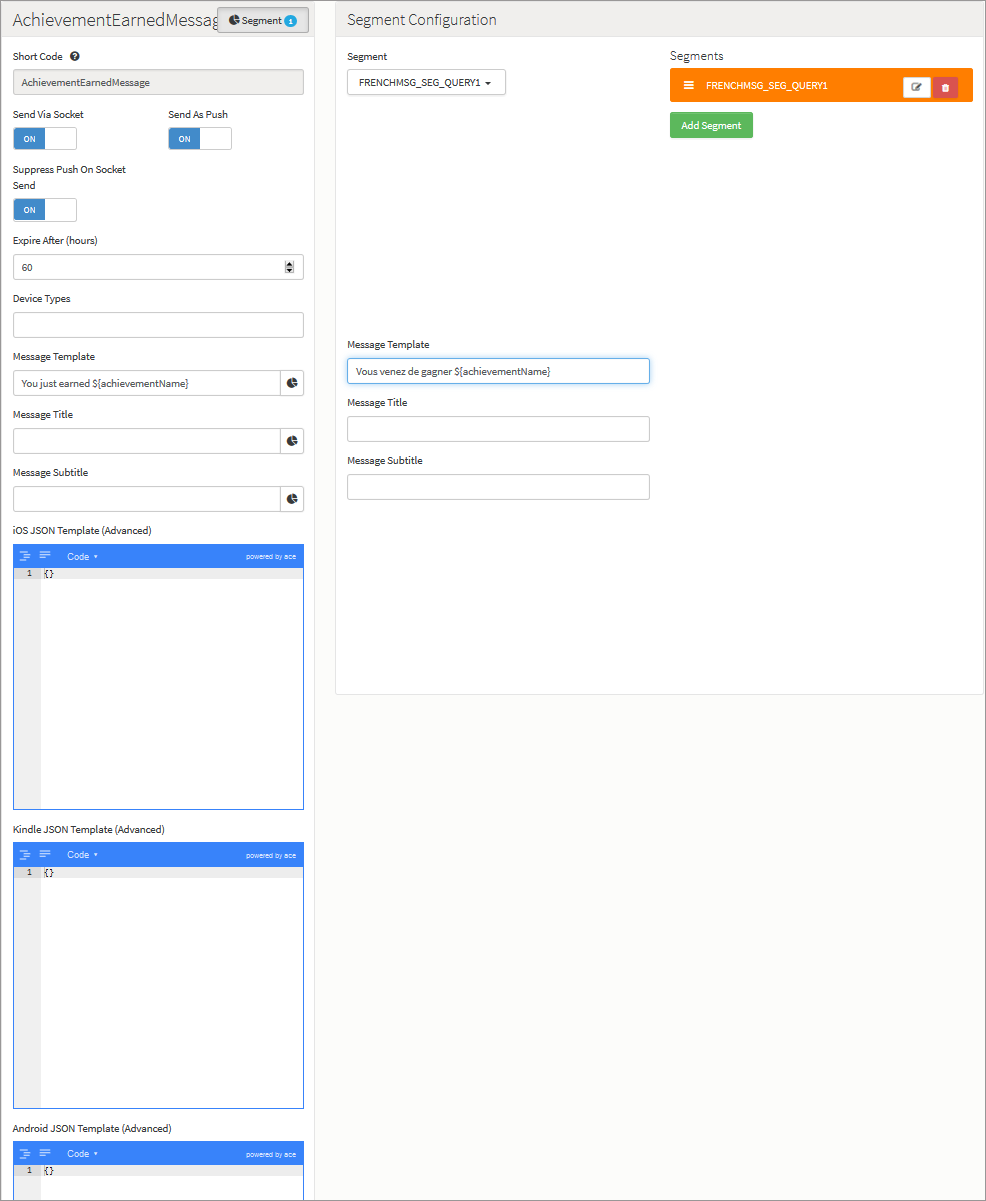 AchievementEarnedMessag
Segment 1
Short Code
AchievementEarnedMessage
Send Via Socket
Send As Push
ON
ON
Suppress Push On Socket
Send
ON
Expire After (hours)
60
Device Types
Message Template
You just earned ${achievementName}
Message Title
Message Subtitle
iOS JSON Template (Advanced)
Code
powered by ace
1 {}
Kindle JSON Template (Advanced)
Code
powered by ace
1 {}
Android JSON Template (Advanced)
Code
powered by ace
1 {}
Segment Configuration
Segment
FRENCHMSG_SEG_QUERY1
Segments
FRENCHMSG_SEG_QUERY1
Add Segment
Message Template
Vous venez de gagner ${achievementName}
Message Title
Message Subtitle